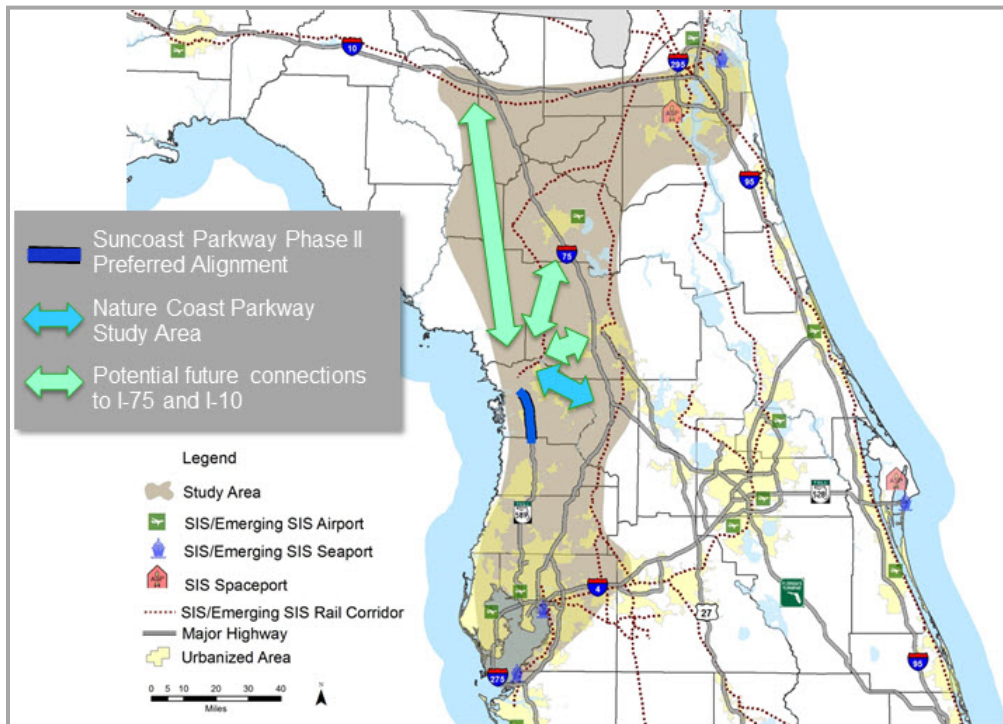 10
295
95
75
Suncoast Parkway Phase II
Preferred Alignment
Nature Coast Parkway
Study Area
Potential future connections
to I-75 and I-10
Legend
Study Area
SIS/Emerging SIS Airport
SIS/Emerging SIS Seaport
SIS Spaceport
SIS/Emerging SIS Rail Corridor
Major Highway
Urbanized Area
0 5 10 20 30 40
Miles
N
TOLL
589
TOLL
528
4
27
275
95